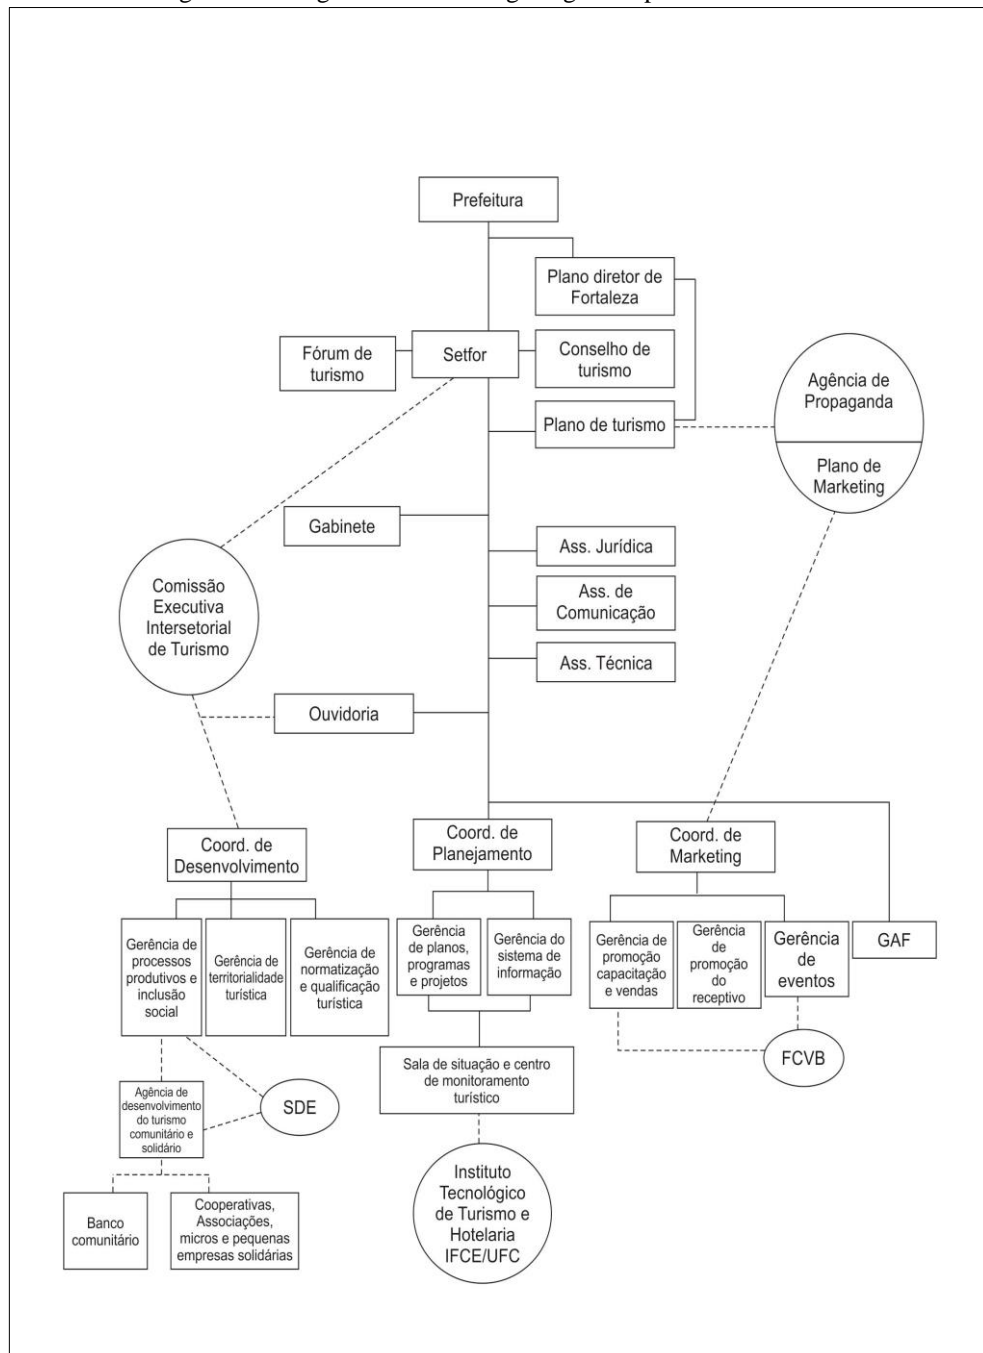 Prefeitura
Plano diretor de
Fortaleza
Fórum de
turismo
Setfor
Conselho de
turismo
Agência de
Propaganda
Plano de turismo
Plano de
Marketing
Gabinete
Ass. Jurídica
Comissão
Executiva
Intersetorial
de Turismo
Ass. de
Comunicação
Ass. Técnica
Ouvidoria
Coord. de
Desenvolvimento
Coord. de
Planejamento
Coord. de
Marketing
Gerência de
processos
produtivos e
inclusão
social
Gerência de
territorialidade
turística
Gerência de
normatização
e qualificação
turística
Gerência
de planos,
programas
e projetos
Gerência do
sistema de
informação
Gerência de
promoção
capacitação
e vendas
Gerência
de
promoção
do
receptivo
Gerência
de
eventos
GAF
Sala de situação e centro
de monitoramento
turístico
FCVB
Agência de
desenvolvimento
do turismo
comunitário e
solidário
SDE
Instituto
Tecnológico
de Turismo e
Hotelaria
IFCE/UFC
Banco
comunitário
Cooperativas,
Associações,
micros e pequenas
empresas solidárias